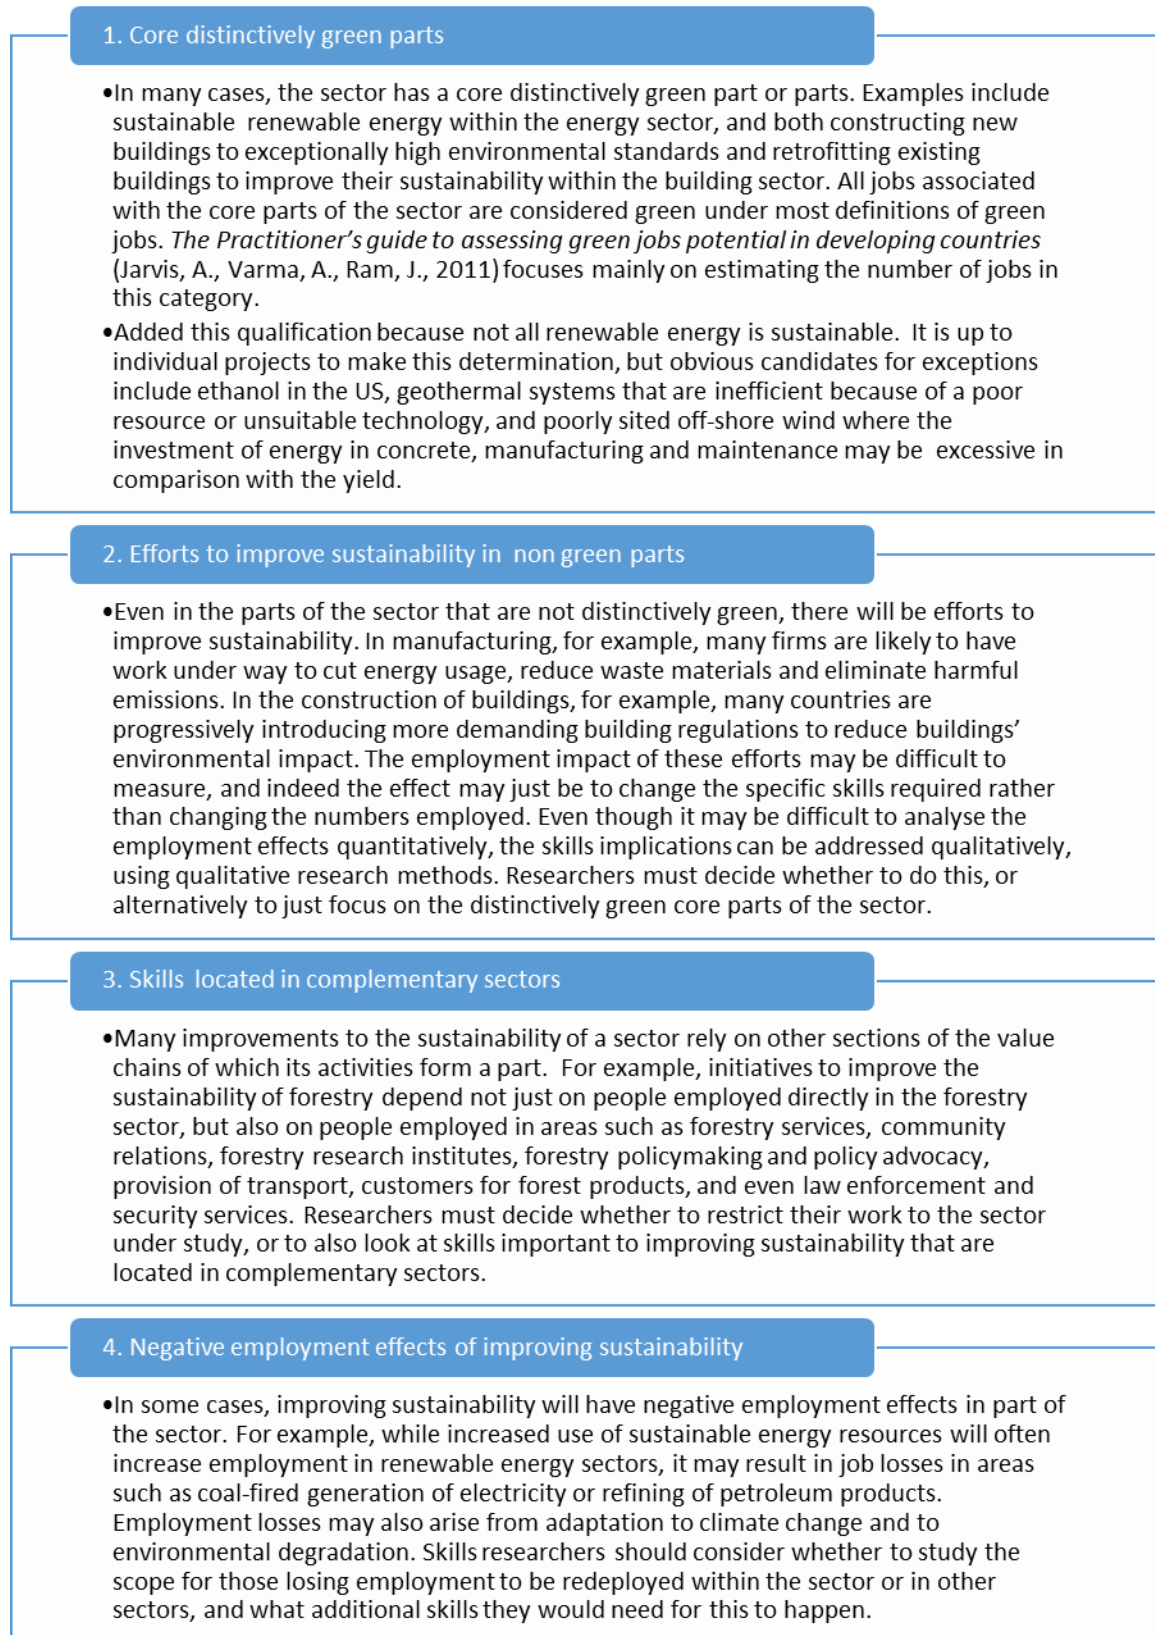 1. Core distinctively green parts
•In many cases, the sector has a core distinctively green part or parts. Examples include
sustainable  renewable energy within the energy sector, and both constructing new
buildings to exceptionally high environmental standards and retrofitting existing
buildings to improve their sustainability within the building sector. All jobs associated
with the core parts of the sector are considered green under most definitions of green
jobs. The Practitioner’s guide to assessing green jobs potential in developing countries
(Jarvis, A., Varma, A., Ram, J., 2011) focuses mainly on estimating the number of jobs in
this category.
•Added this qualification because not all renewable energy is sustainable.  It is up to
individual projects to make this determination, but obvious candidates for exceptions
include ethanol in the US, geothermal systems that are inefficient because of a poor
resource or unsuitable technology, and poorly sited off-shore wind where the
investment of energy in concrete, manufacturing and maintenance may be  excessive in
comparison with the yield.
2. Efforts to improve sustainability in  non green parts
•Even in the parts of the sector that are not distinctively green, there will be efforts to
improve sustainability. In manufacturing, for example, many firms are likely to have
work under way to cut energy usage, reduce waste materials and eliminate harmful
emissions. In the construction of buildings, for example, many countries are
progressively introducing more demanding building regulations to reduce buildings’
environmental impact. The employment impact of these efforts may be difficult to
measure, and indeed the effect may just be to change the specific skills required rather
than changing the numbers employed. Even though it may be difficult to analyse the
employment effects quantitatively, the skills implications can be addressed qualitatively,
using qualitative research methods. Researchers must decide whether to do this, or
alternatively to just focus on the distinctively green core parts of the sector.
3. Skills  located in complementary sectors
•Many improvements to the sustainability of a sector rely on other sections of the value
chains of which its activities form a part.  For example, initiatives to improve the
sustainability of forestry depend not just on people employed directly in the forestry
sector, but also on people employed in areas such as forestry services, community
relations, forestry research institutes, forestry policymaking and policy advocacy,
provision of transport, customers for forest products, and even law enforcement and
security services. Researchers must decide whether to restrict their work to the sector
under study, or to also look at skills important to improving sustainability that are
located in complementary sectors.
4. Negative employment effects of improving sustainability
•In some cases, improving sustainability will have negative employment effects in part of
the sector. For example, while increased use of sustainable energy resources will often
increase employment in renewable energy sectors, it may result in job losses in areas
such as coal-fired generation of electricity or refining of petroleum products.
Employment losses may also arise from adaptation to climate change and to
environmental degradation. Skills researchers should consider whether to study the
scope for those losing employment to be redeployed within the sector or in other
sectors, and what additional skills they would need for this to happen.